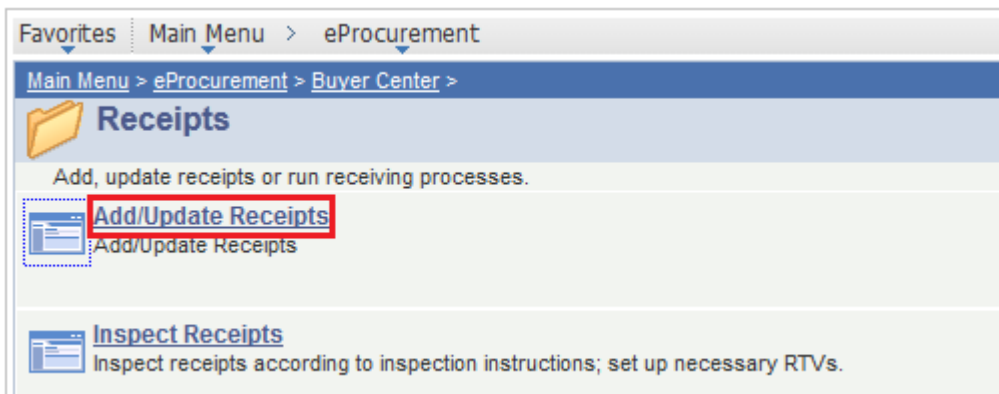 Favorites Main Menu > eProcurement
Main Menu > eProcurement > Buyer Center >
Receipts
Add, update receipts or run receiving processes.
Add/Update Receipts
Add/Update Receipts
Inspect Receipts
Inspect receipts according to inspection instructions; set up necessary RTVs.